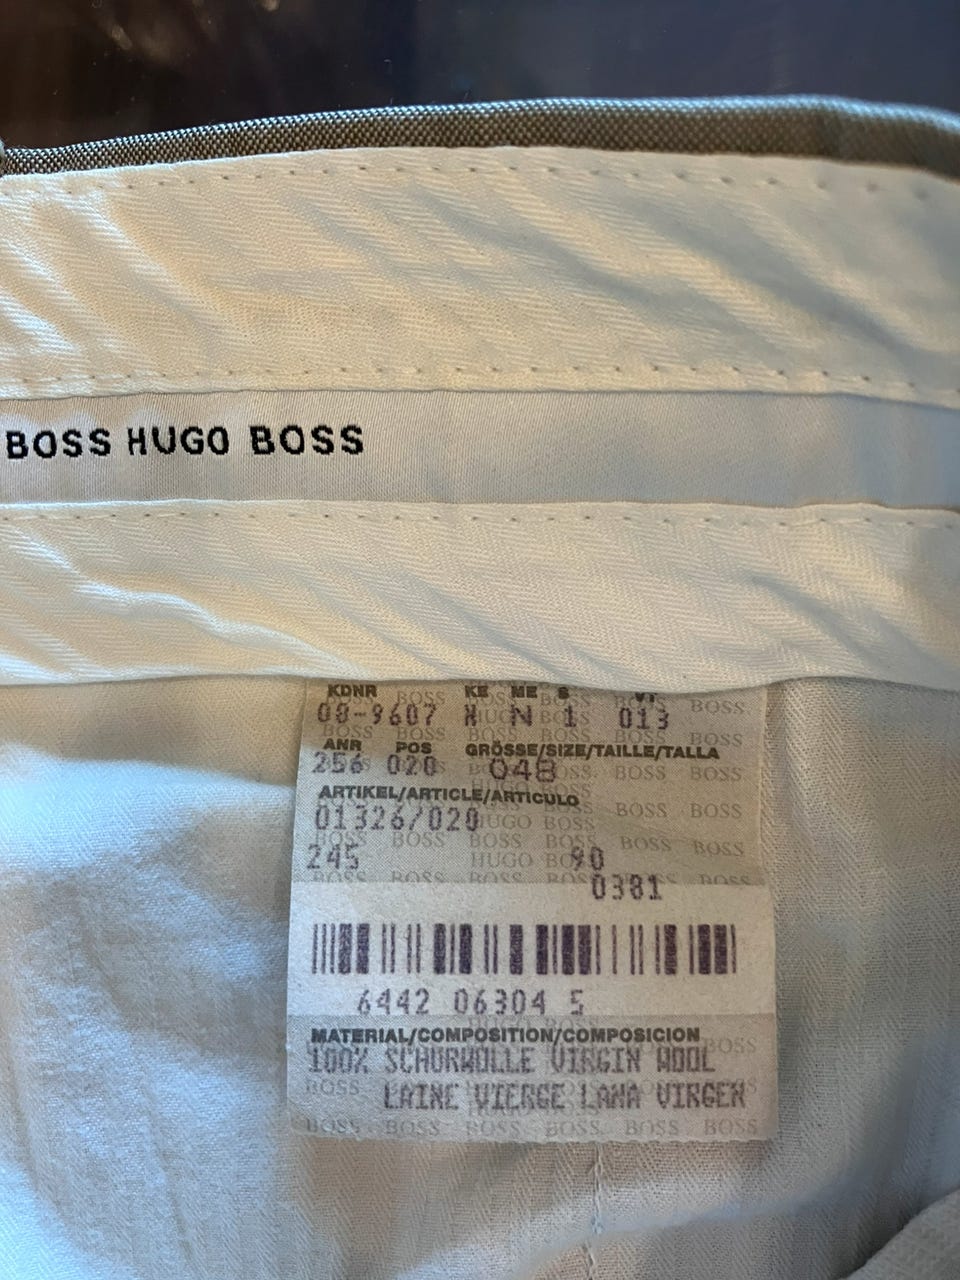 BOSS HUGO BOSS
KDNR KE ME S VT
08-9607 N N 1 013
ANR POS GRÖSSE/SIZE/TAILLE/TALLA
256 020 048
ARTIKEL/ARTICLE/ARTICULO
01326/020
245 90
0381
6442 06304 5
MATERIAL/COMPOSITION/COMPOSICION
100% SCHURWOLLE VIRGIN WOOL
LAINE VIERGE LANA VIRGEN